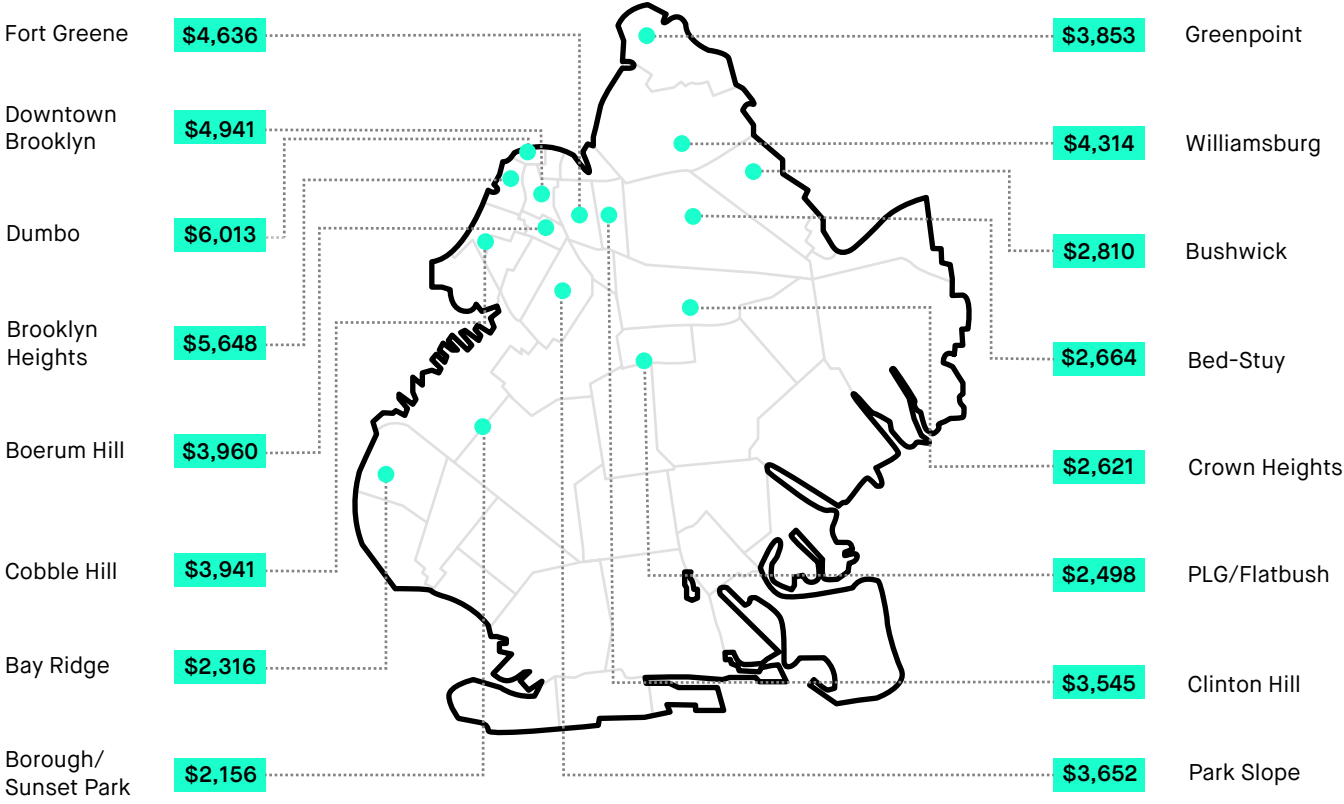 Fort Greene $4,636
Downtown
Brooklyn $4,941
Dumbo $6,013
Brooklyn
Heights $5,648
Boerum Hill $3,960
Cobble Hill $3,941
Bay Ridge $2,316
Borough/
Sunset Park $2,156
$3,853 Greenpoint
$4,314 Williamsburg
$2,810 Bushwick
$2,664 Bed-Stuy
$2,621 Crown Heights
$2,498 PLG/Flatbush
$3,545 Clinton Hill
$3,652 Park Slope